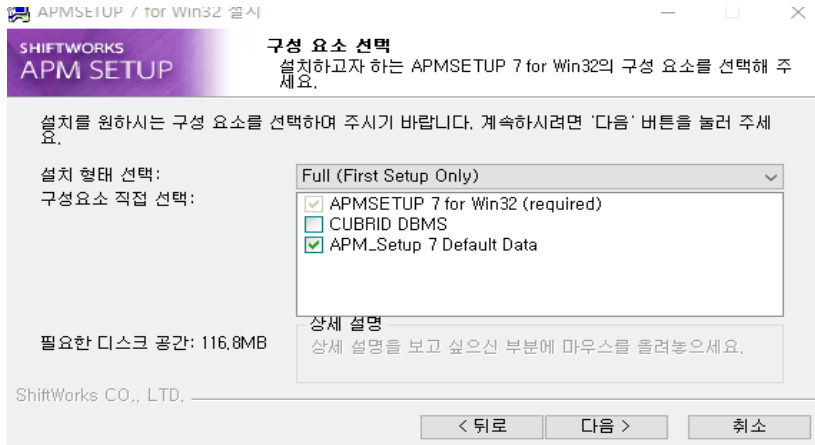 APMSETUP 7 for Win32 설치
SHIFTWORKS
APM SETUP
구성 요소 선택
설치하고자 하는 APMSETUP 7 for Win32의 구성 요소를 선택해 주
세요.
설치를 원하시는 구성 요소를 선택하여 주시기 바랍니다. 계속하시려면 '다음' 버튼을 눌러 주세
요.
설치 형태 선택:
Full (First Setup Only)
구성요소 직접 선택:
APMSETUP 7 for Win32 (required)
CUBRID DBMS
APM_Setup 7 Default Data
필요한 디스크 공간: 116.8MB
상세 설명
상세 설명을 보고 싶으신 부분에 마우스를 올려놓으세요.
ShiftWorks CO., LTD.
< 뒤로
다음 >
취소